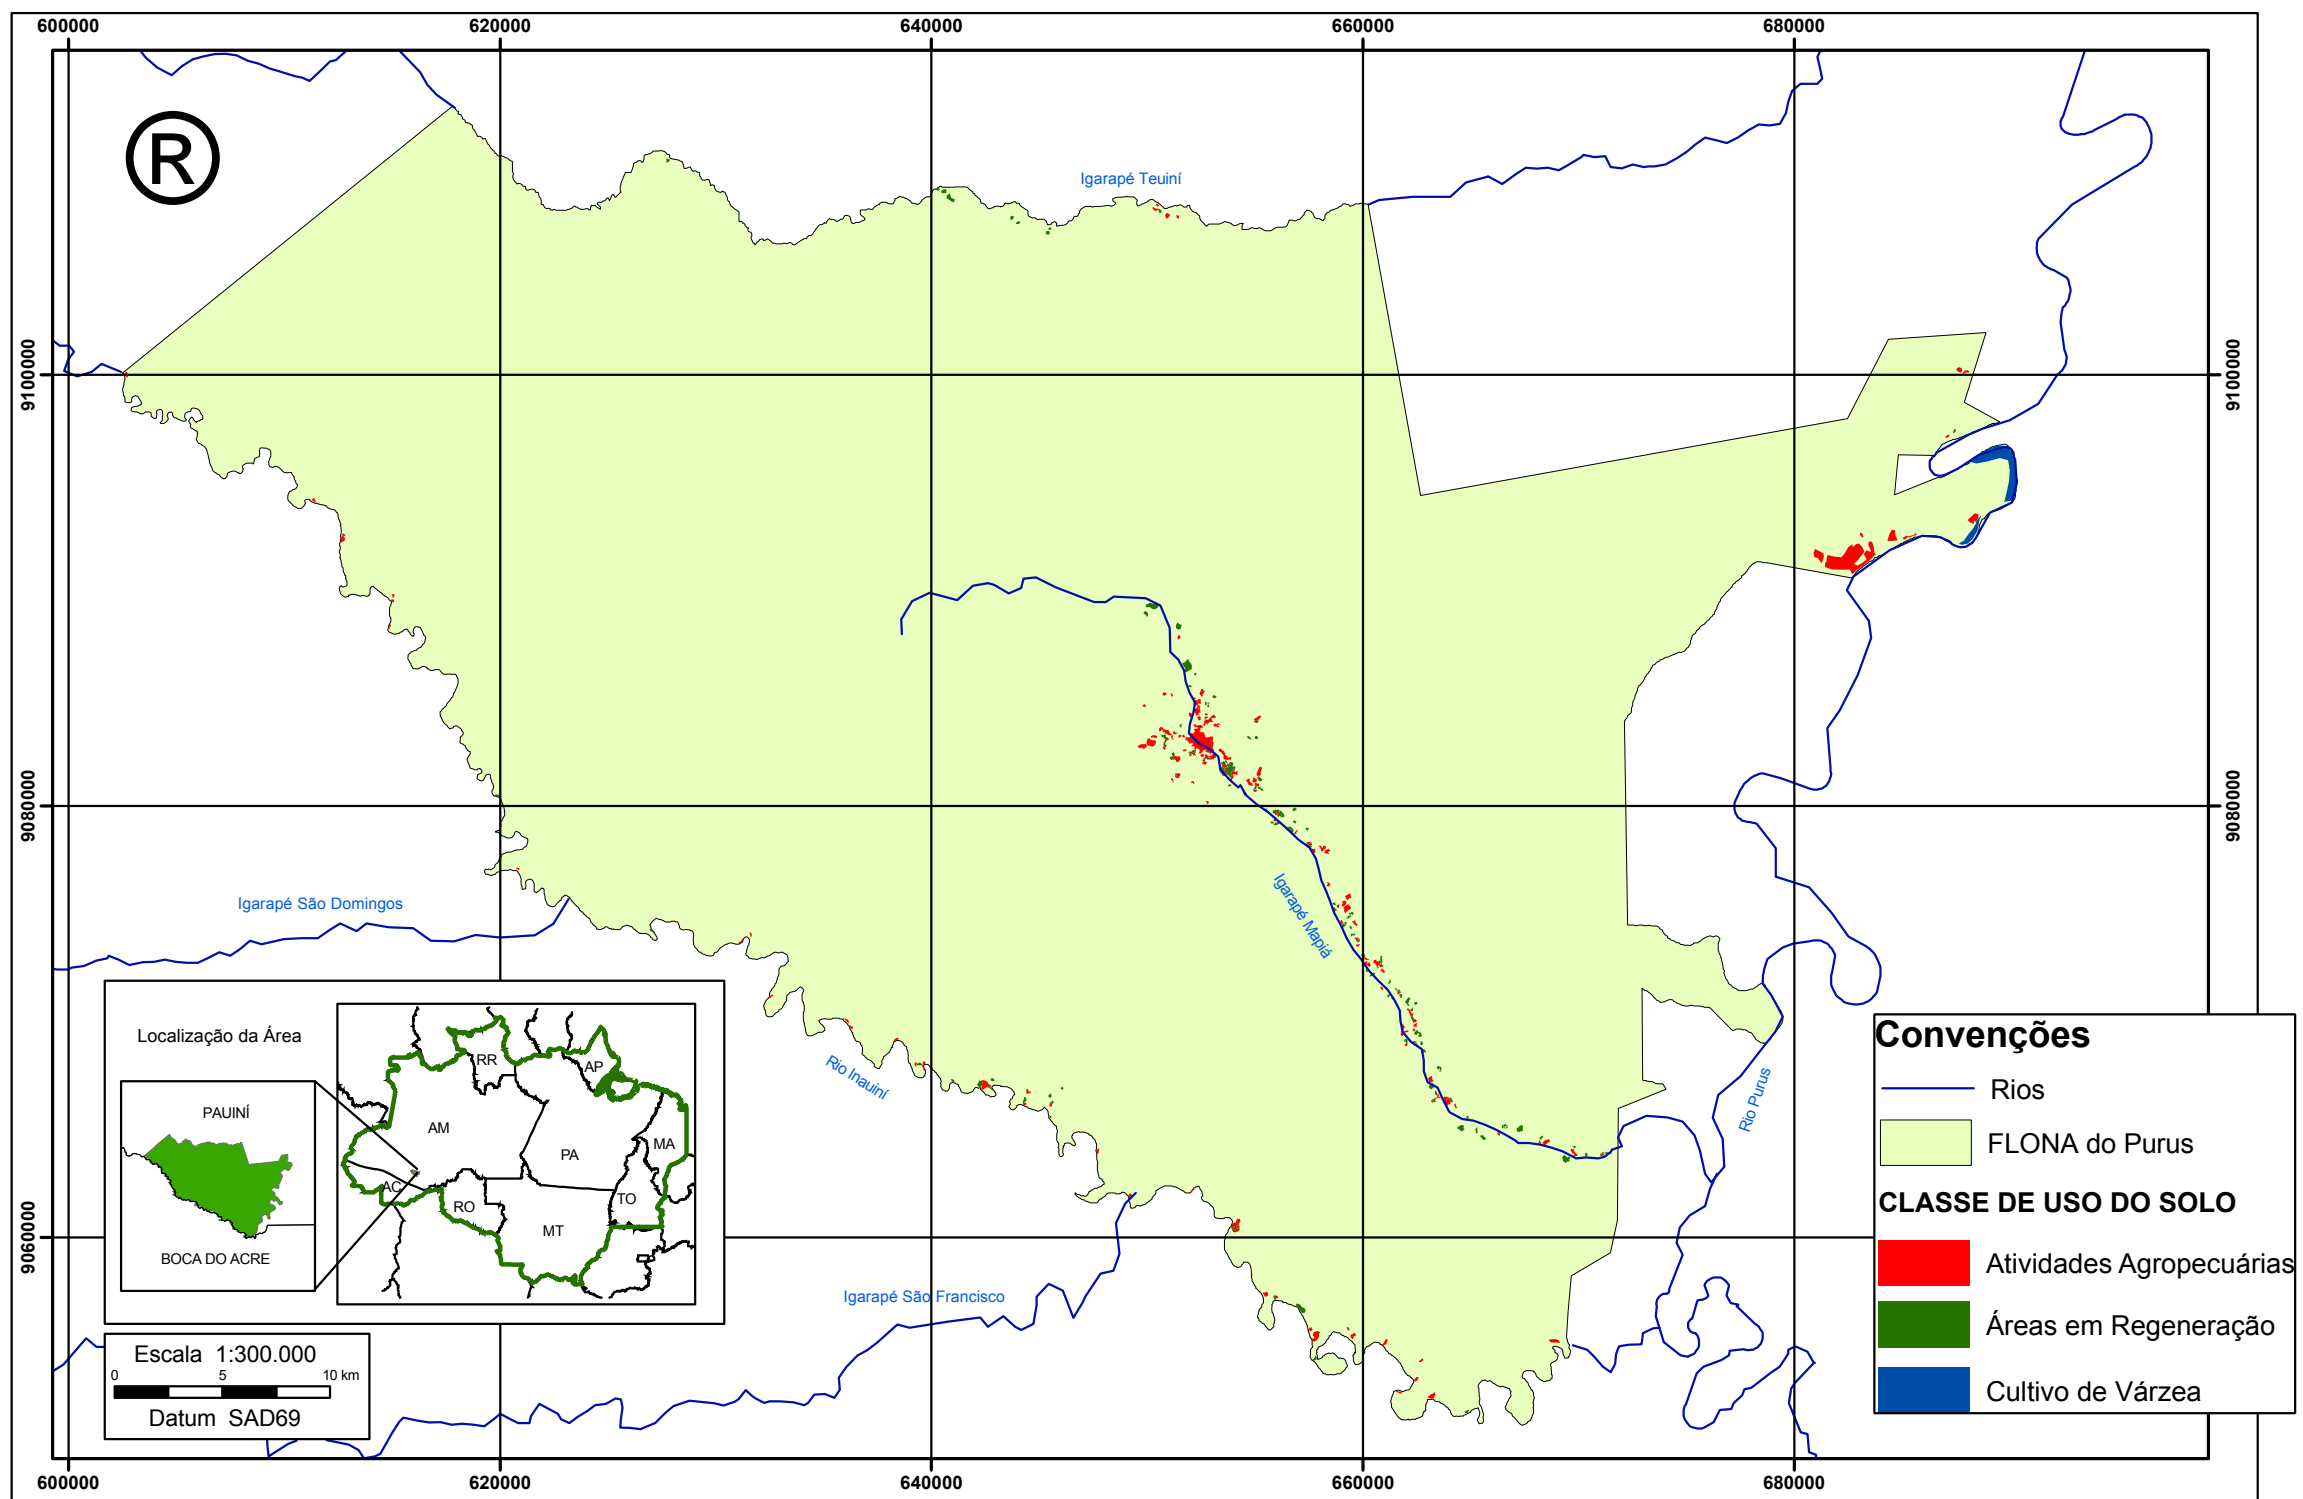 600000
620000
640000
660000
680000
®
Igarapé Teuiní
9100000
9100000
9080000
9080000
Igarapé São Domingos
Igarapé Mapiá
Rio Inauiní
Rio Purus
Igarapé São Francisco
9060000
Localização da Área
PAUINÍ
BOCA DO ACRE
RR
AP
AM
PA
MA
AC
RO
TO
MT
Escala 1:300.000
0 5 10 km
Datum SAD69
Convenções
Rios
FLONA do Purus
CLASSE DE USO DO SOLO
Atividades Agropecuárias
Áreas em Regeneração
Cultivo de Várzea
600000
620000
640000
660000
680000